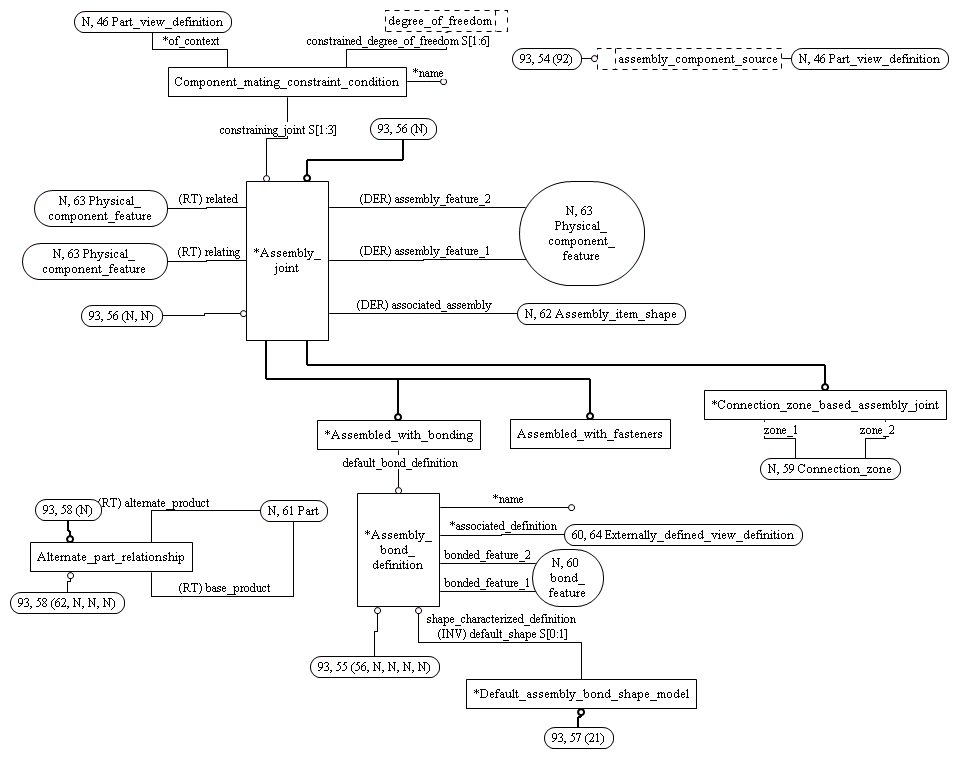 N, 46 Part_view_definition
degree_of_freedom
*of_context
constrained_degree_of_freedom S[1:6]
93, 54 (92)
assembly_component_source
N, 46 Part_view_definition
Component_mating_constraint_condition
*name
constraining_joint S[1:3]
93, 56 (N)
N, 63 Physical_
component_feature
(RT) related
(DER) assembly_feature_2
N, 63
Physical_
component_
feature
N, 63 Physical_
component_feature
(RT) relating
*Assembly_
joint
(DER) assembly_feature_1
93, 56 (N, N)
(DER) associated_assembly
N, 62 Assembly_item_shape
*Connection_zone_based_assembly_joint
*Assembled_with_bonding
Assembled_with_fasteners
zone_1
zone_2
N, 59 Connection_zone
default_bond_definition
93, 58 (N)
(RT) alternate_product
N, 61 Part
*name
Alternate_part_relationship
*Assembly_
bond_
definition
*associated_definition
60, 64 Externally_defined_view_definition
bonded_feature_2
N, 60
bond_
feature
bonded_feature_1
(RT) base_product
93, 58 (62, N, N, N)
shape_characterized_definition
(INV) default_shape S[0:1]
93, 55 (56, N, N, N, N)
*Default_assembly_bond_shape_model
93, 57 (21)